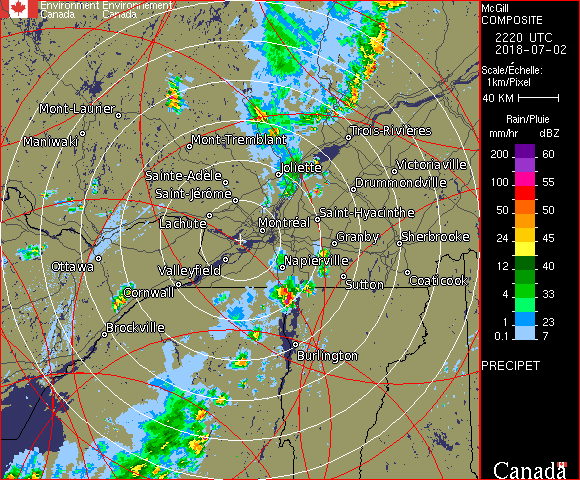 Environment Environnement
Canada Canada
McGill
COMPOSITE
2220 UTC
2018-07-02
Scale/Échelle:
1km/Pixel
40 KM
Rain/Pluie
mm/hr dBZ
200 60
100 55
50 50
24 45
12 40
4 33
1 23
0.1 7
PRECIPET
Canada
Mont-Laurier
Maniwaki
Mont-Tremblant
Trois-Rivières
Joliette
Victoriaville
Sainte-Adèle
Drummondville
Saint-Jérôme
Lachute
Saint-Hyacinthe
Montréal
Granby
Sherbrooke
Ottawa
Valleyfield
Napierville
Coaticook
Sutton
Cornwall
Brockville
Burlington